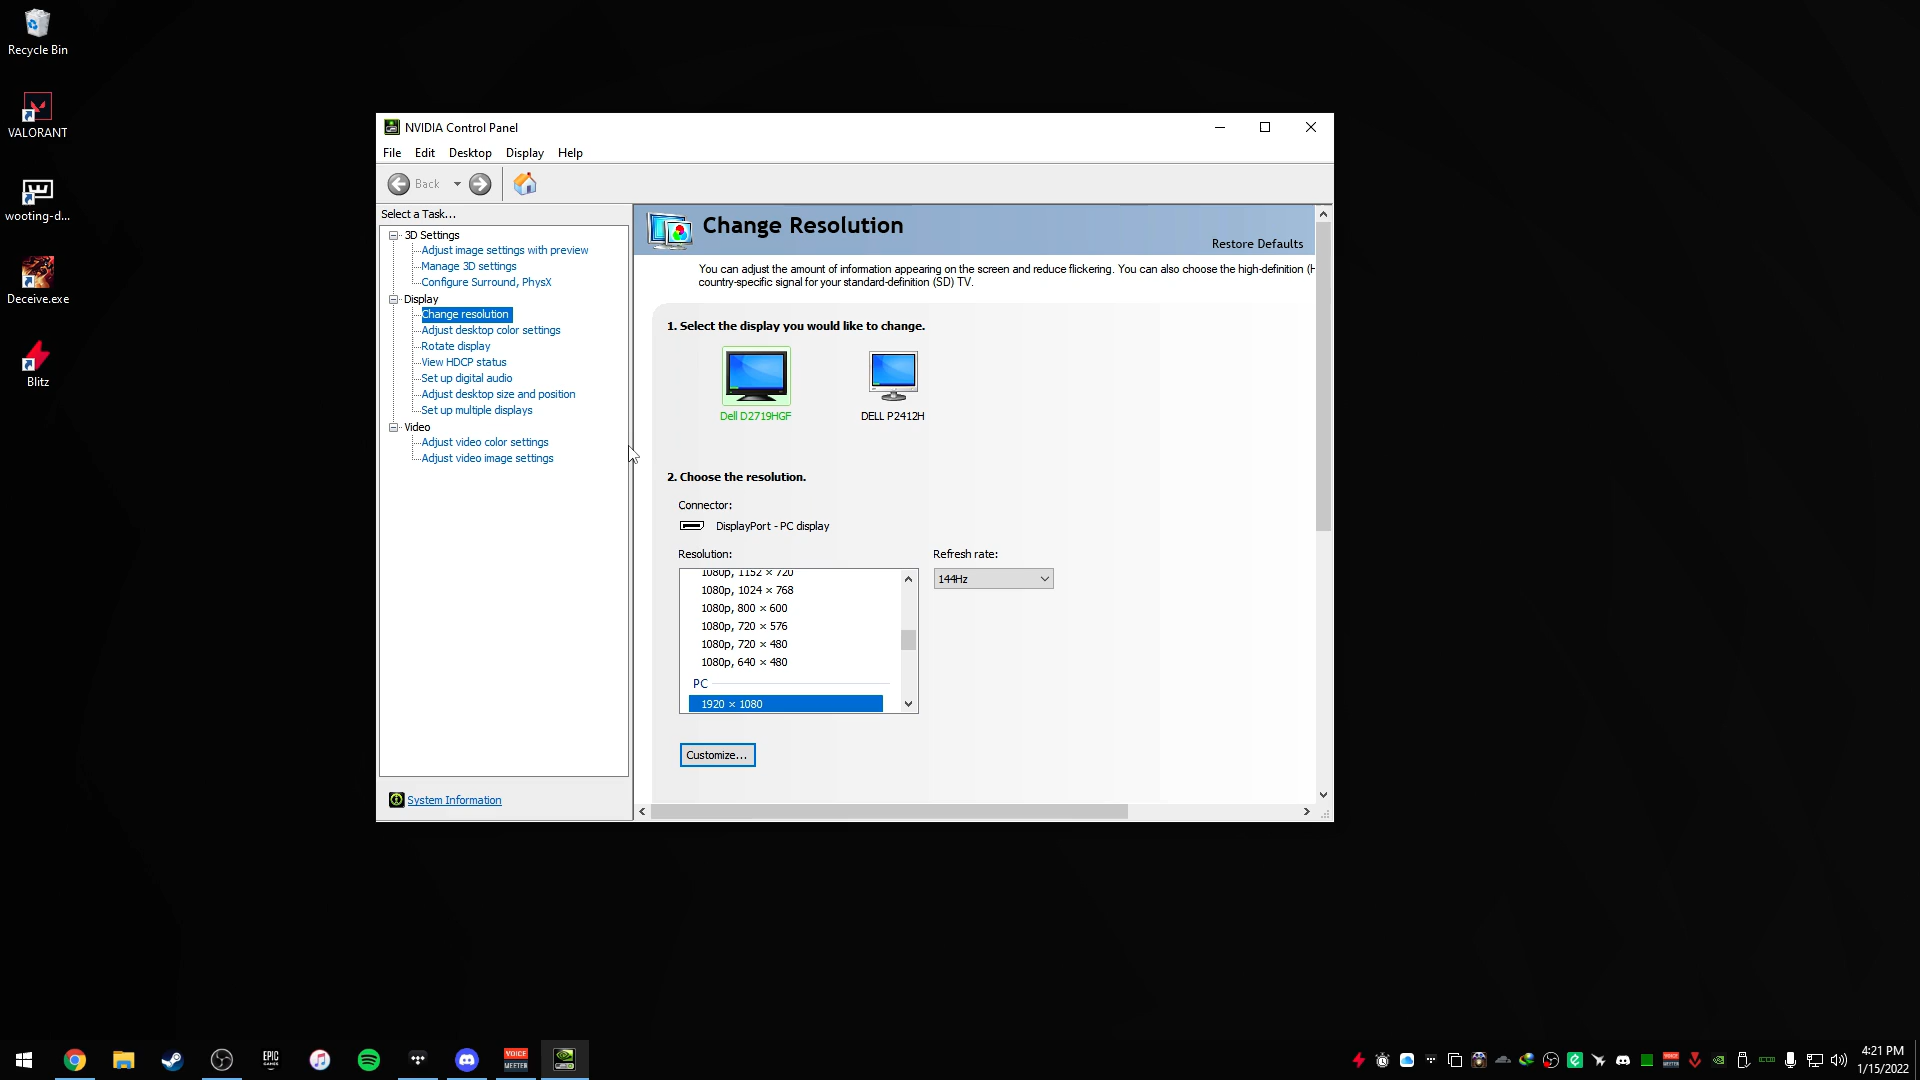 Recycle Bin
VALORANT
wooting-d...
Deceive.exe
Blitz
NVIDIA Control Panel
File Edit Desktop Display Help
Back
Select a Task...
3D Settings
Adjust image settings with preview
Manage 3D settings
Configure Surround, PhysX
Display
Change resolution
Adjust desktop color settings
Rotate display
View HDCP status
Set up digital audio
Adjust desktop size and position
Set up multiple displays
Video
Adjust video color settings
Adjust video image settings
System Information
Change Resolution
Restore Defaults
You can adjust the amount of information appearing on the screen and reduce flickering. You can also choose the high-definition (H
country-specific signal for your standard-definition (SD) TV.
1. Select the display you would like to change.
Dell D2719HGF
DELL P2412H
2. Choose the resolution.
Connector:
DisplayPort - PC display
Resolution:
Refresh rate:
1080p, 1152 × 720
1080p, 1024 × 768
1080p, 800 × 600
1080p, 720 × 576
1080p, 720 × 480
1080p, 640 × 480
PC
1920 × 1080
144Hz
Customize...
EPIC
GAMES
VOICE
MEETER
4:21 PM
1/15/2022